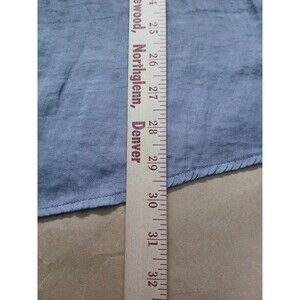 ewood, Northglenn, Denver
24 25 26 27 28 29 30 31 32